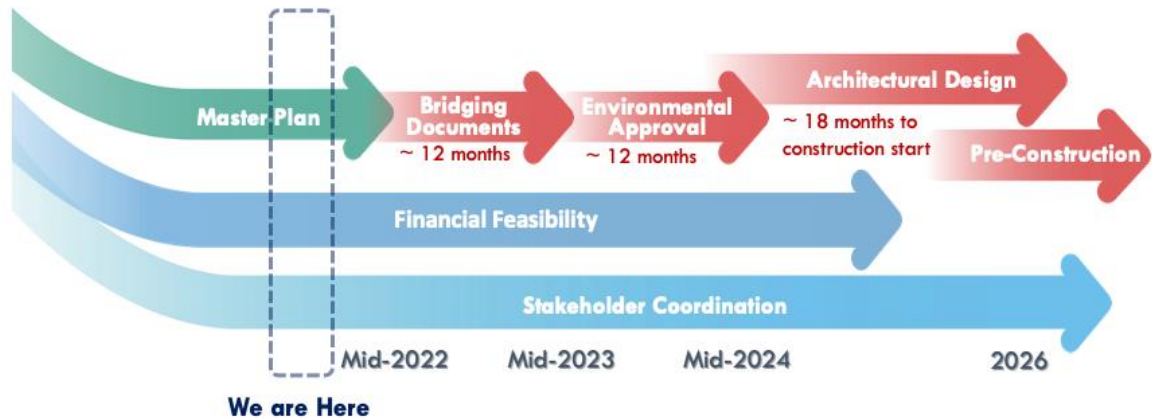 Architectural Design
Master Plan
Bridging
Documents
~ 12 months
Environmental
Approval
~ 12 months
~ 18 months to
construction start
Pre-Construction
Financial Feasibility
Stakeholder Coordination
Mid-2022
Mid-2023
Mid-2024
2026
We are Here